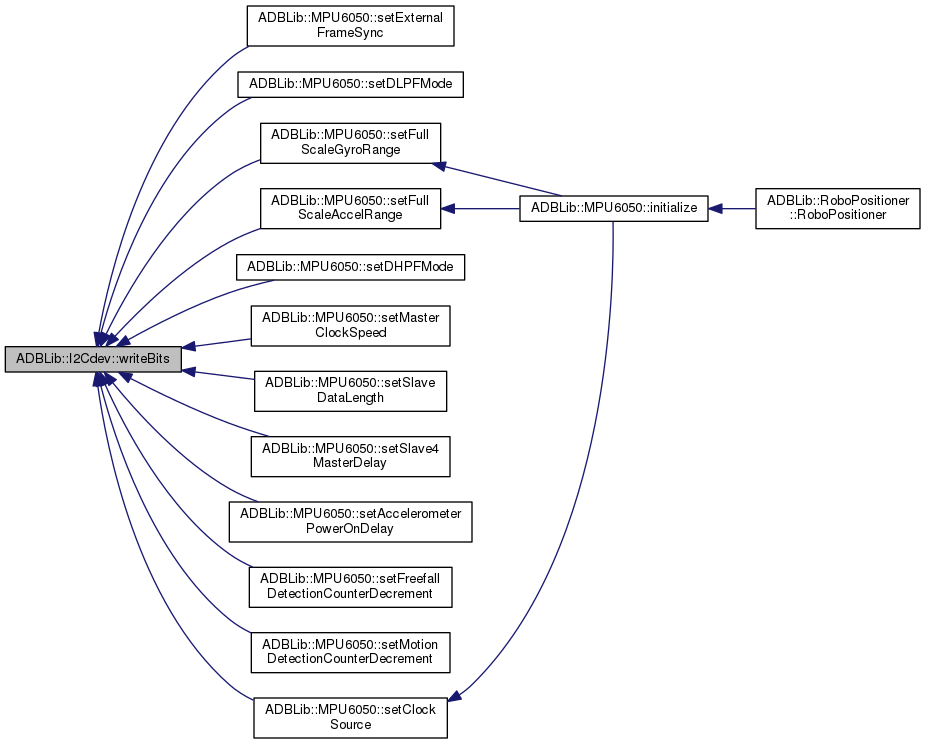 ADBLib::MPU6050::setExternal
FrameSync
ADBLib::MPU6050::setDLPFMode
ADBLib::MPU6050::setFull
ScaleGyroRange
ADBLib::MPU6050::setFull
ScaleAccelRange
ADBLib::MPU6050::initialize
ADBLib::RoboPositioner
::RoboPositioner
ADBLib::MPU6050::setDHPFMode
ADBLib::MPU6050::setMaster
ClockSpeed
ADBLib::I2Cdev::writeBits
ADBLib::MPU6050::setSlave
DataLength
ADBLib::MPU6050::setSlave4
MasterDelay
ADBLib::MPU6050::setAccelerometer
PowerOnDelay
ADBLib::MPU6050::setFreefall
DetectionCounterDecrement
ADBLib::MPU6050::setMotion
DetectionCounterDecrement
ADBLib::MPU6050::setClock
Source